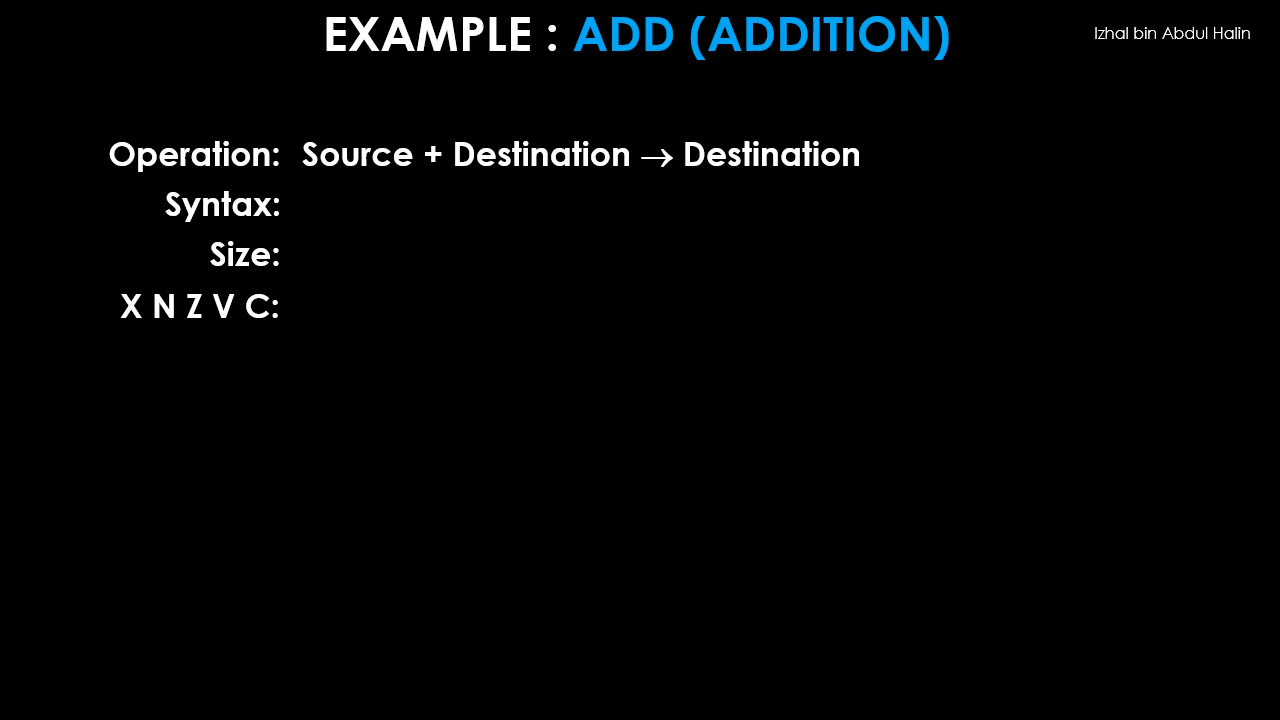 EXAMPLE : ADD (ADDITION)
Izhal bin Abdul Halin
Operation: Source + Destination → Destination
Syntax:
Size:
X N Z V C: